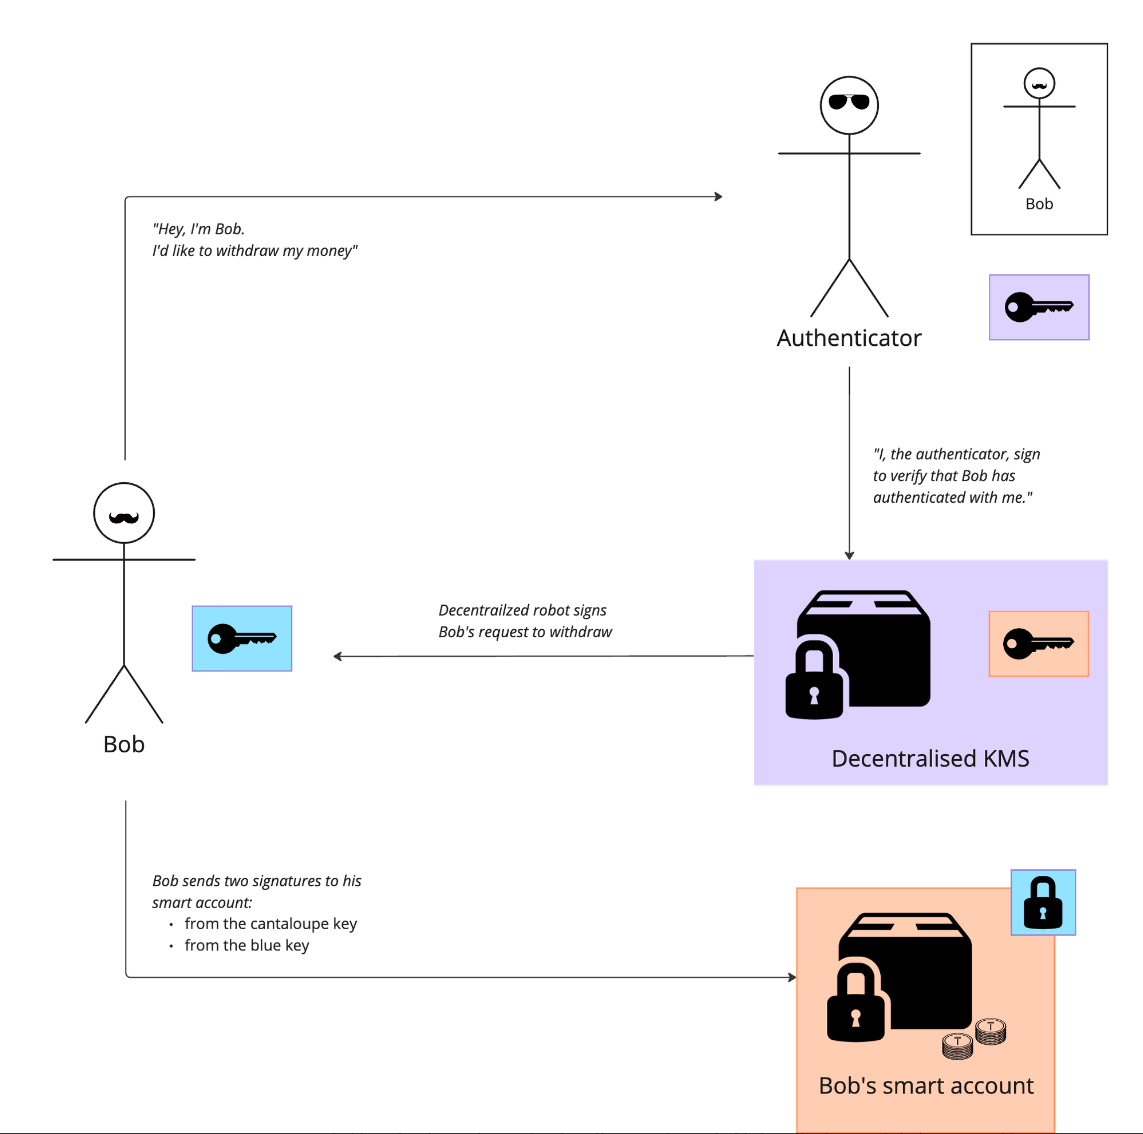 Bob
"Hey, I'm Bob.
I'd like to withdraw my money"
Authenticator
"I, the authenticator, sign
to verify that Bob has
authenticated with me."
Decentrailzed robot signs
Bob's request to withdraw
Bob
Decentralised KMS
Bob sends two signatures to his
smart account:
• from the cantaloupe key
• from the blue key
T
T
Bob's smart account